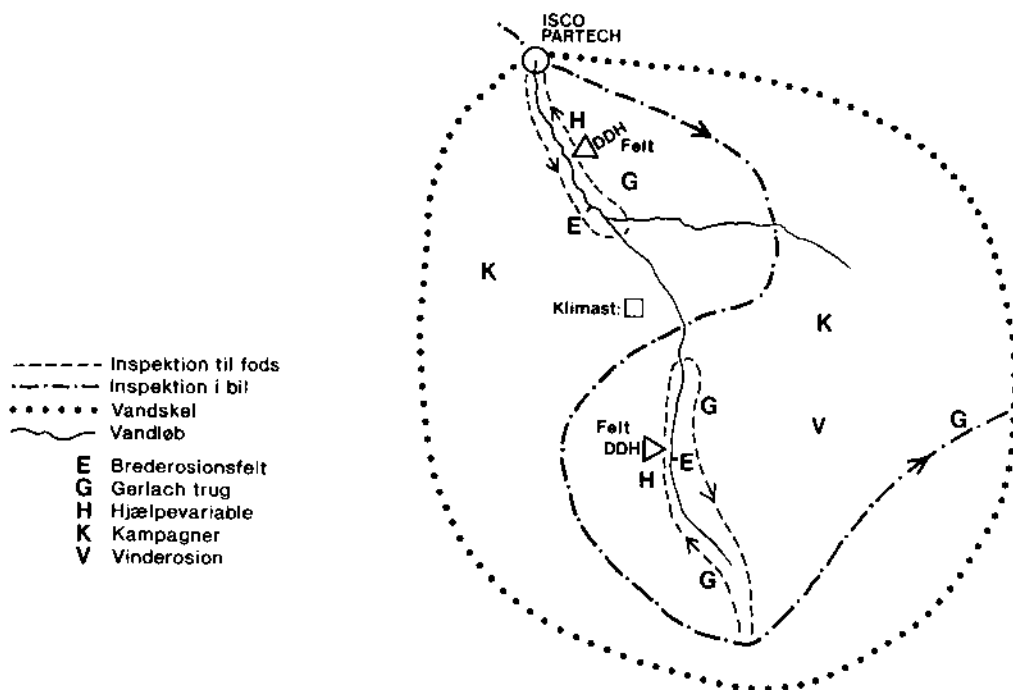 ISCO
PARTECH
H
DDH Felt
G
E
K
Klimast:
K
G
G
V
Felt
DDH
E
H
G
Inspektion til fods
Inspektion i bil
Vandskel
Vandløb
E Brederosionsfelt
G Gerlach trug
H Hjælpevariable
K Kampagner
V Vinderosion